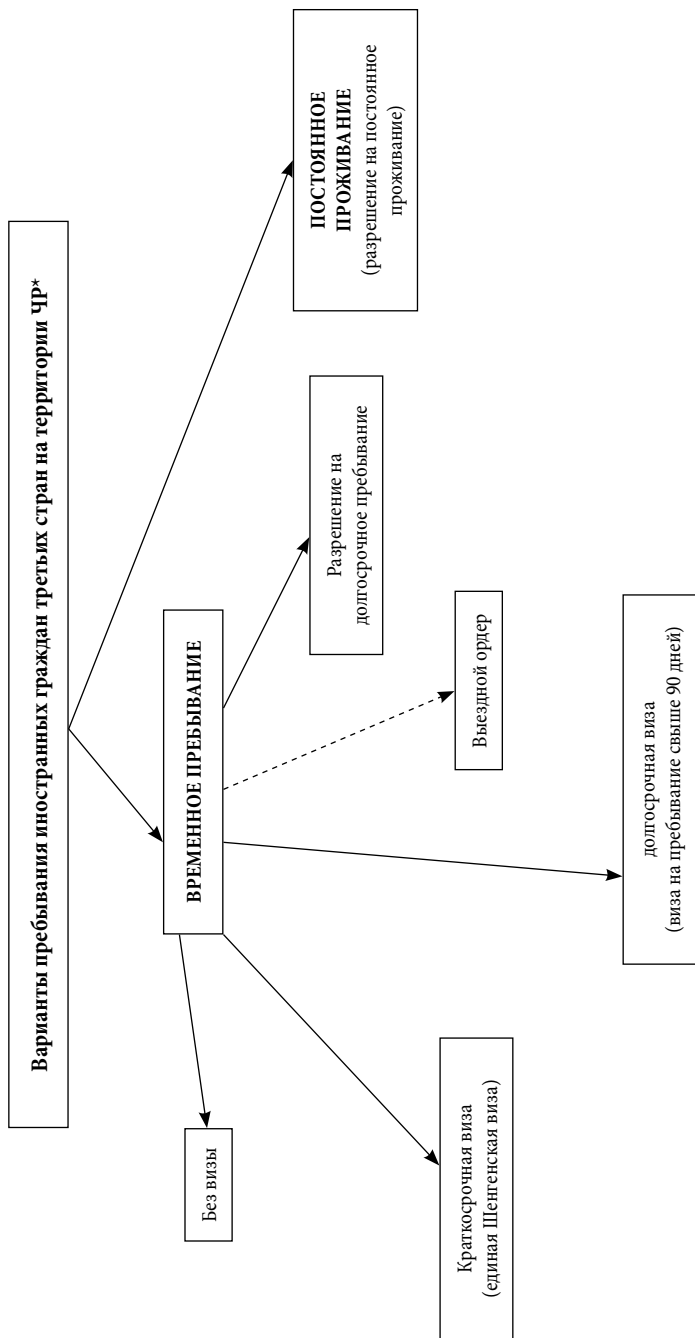 Варианты пребывания иностранных граждан третьих стран на территории ЧР*
ВРЕМЕННОЕ ПРЕБЫВАНИЕ
ПОСТОЯННОЕ
ПРОЖИВАНИЕ
(разрешение на постоянное
проживание)
Без визы
Краткосрочная виза
(единая Шенгенская виза)
долгосрочная виза
(виза на пребывание свыше 90 дней)
Выездной ордер
Разрешение на
долгосрочное пребывание